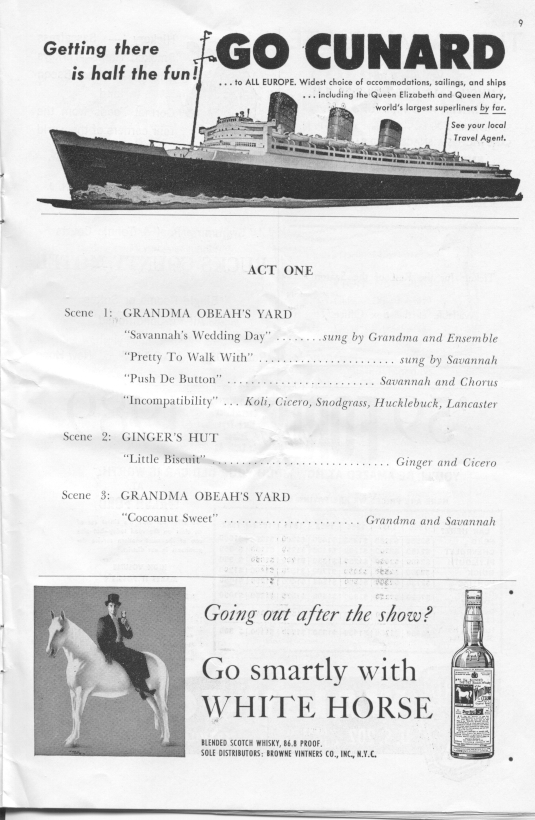 9
Getting there
is half the fun!
GO CUNARD
. . . to ALL EUROPE. Widest choice of accommodations, sailings, and ships
. . . including the Queen Elizabeth and Queen Mary,
world's largest superliners by far.
See your local
Travel Agent.
ACT ONE
Scene 1: GRANDMA OBEAH'S YARD
"Savannah's Wedding Day" ........sung by Grandma and Ensemble
"Pretty To Walk With" ....................... sung by Savannah
"Push De Button" ......................... Savannah and Chorus
"Incompatibility" ... Koli, Cicero, Snodgrass, Hucklebuck, Lancaster
Scene 2: GINGER'S HUT
"Little Biscuit" .............................. Ginger and Cicero
Scene 3: GRANDMA OBEAH'S YARD
"Cocoanut Sweet" ....................... Grandma and Savannah
Going out after the show?
Go smartly with
WHITE HORSE
BLENDED SCOTCH WHISKY, 86.8 PROOF.
SOLE DISTRIBUTORS: BROWNE VINTNERS CO., INC., N.Y.C.